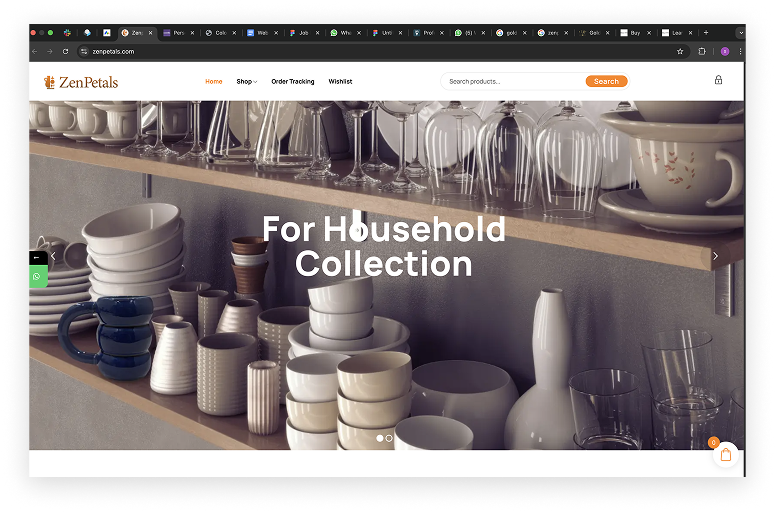 Zen
Pers
Colo
Web
Job
Wha
Unti
Prof
(5) I
gold
zen
Gold
Buy
Lea
zenpetals.com
ZenPetals
Home
Shop
Order Tracking
Wishlist
Search products...
Search
For Household
Collection
0